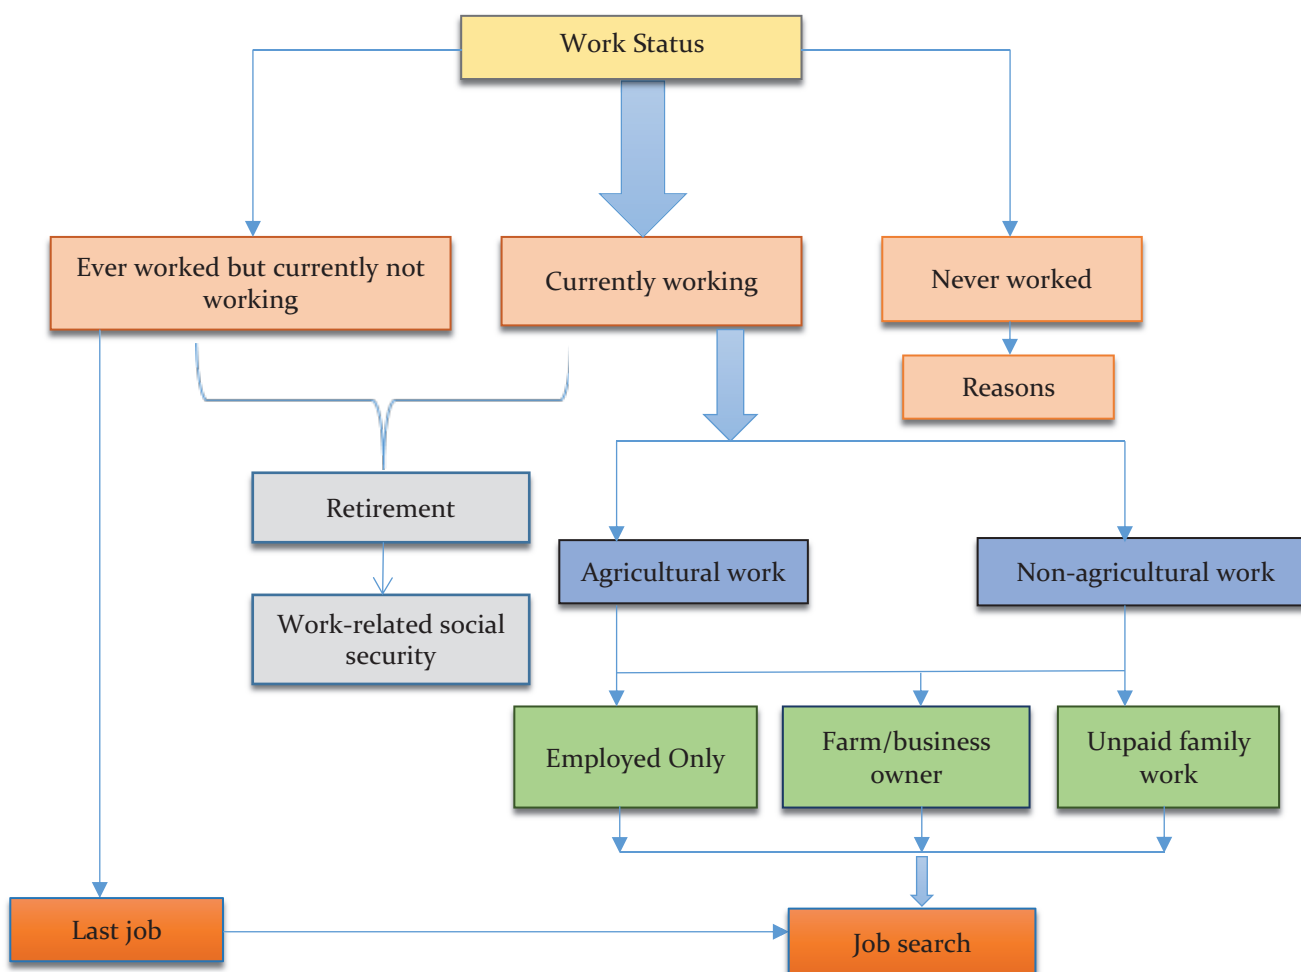 Work Status
Ever worked but currently not
working
Currently working
Never worked
Reasons
Retirement
Agricultural work
Non-agricultural work
Work-related social
security
Employed Only
Farm/business
owner
Unpaid family
work
Last job
Job search